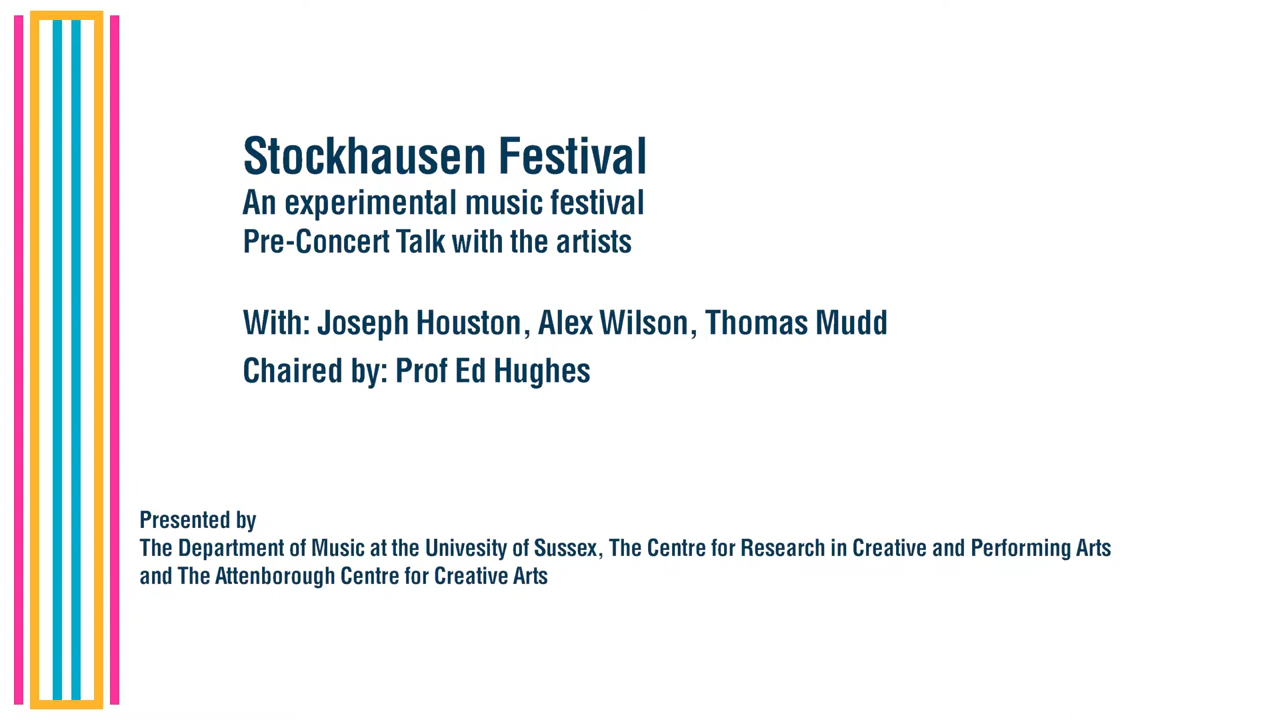 Stockhausen Festival
An experimental music festival
Pre-Concert Talk with the artists
With: Joseph Houston, Alex Wilson, Thomas Mudd
Chaired by: Prof Ed Hughes
Presented by
The Department of Music at the Univesity of Sussex, The Centre for Research in Creative and Performing Arts
and The Attenborough Centre for Creative Arts